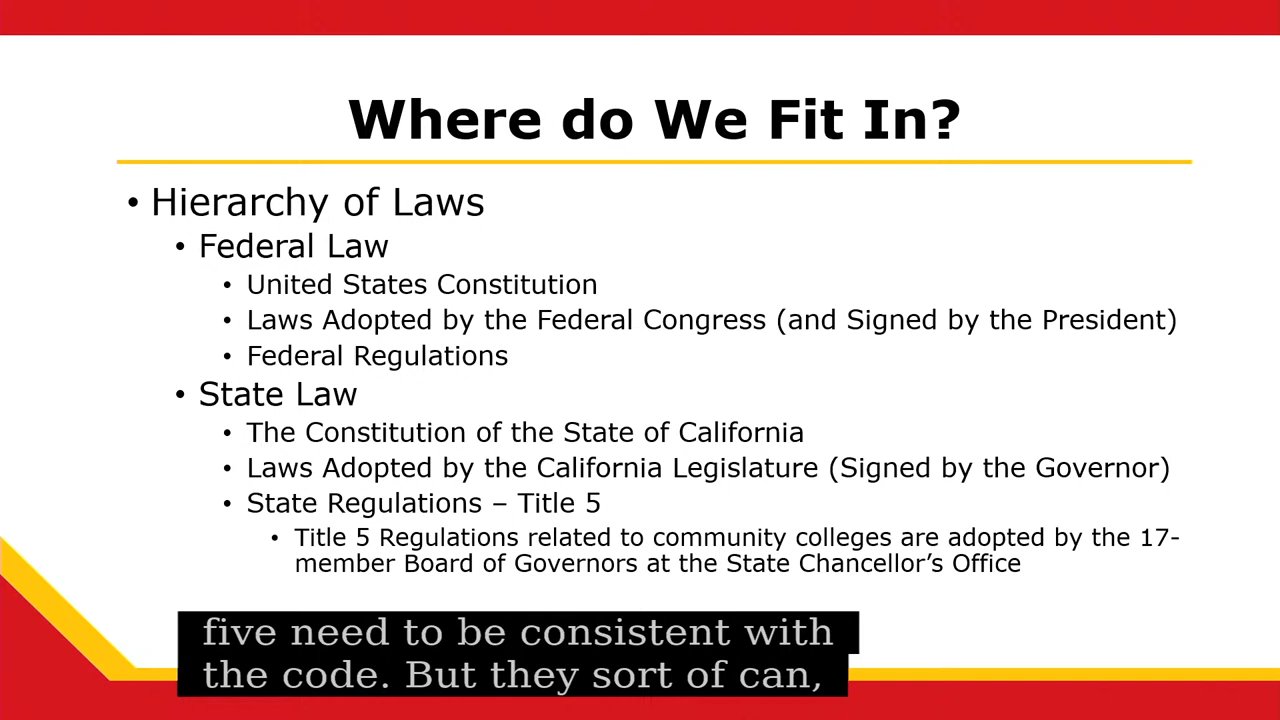 Where do We Fit In?
• Hierarchy of Laws
• Federal Law
• United States Constitution
• Laws Adopted by the Federal Congress (and Signed by the President)
• Federal Regulations
• State Law
• The Constitution of the State of California
• Laws Adopted by the California Legislature (Signed by the Governor)
• State Regulations – Title 5
• Title 5 Regulations related to community colleges are adopted by the 17-
member Board of Governors at the State Chancellor’s Office
five need to be consistent with
the code. But they sort of can,